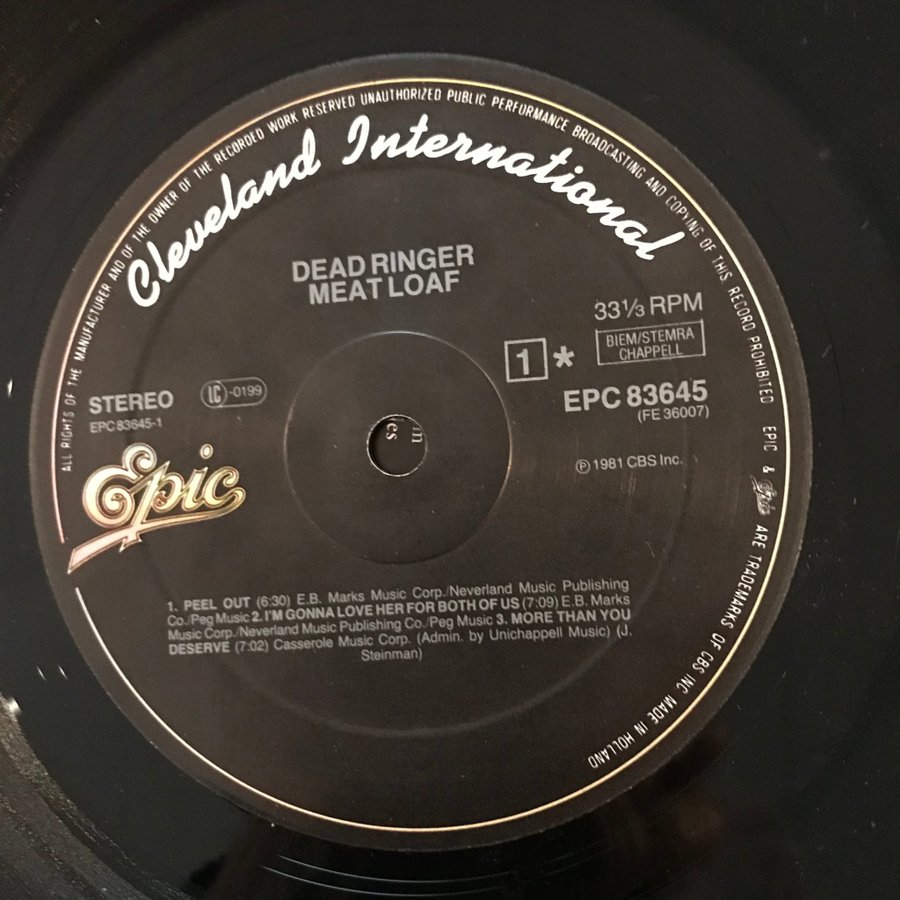 ALL RIGHTS OF THE MANUFACTURER AND OF THE OWNER OF THE RECORDED WORK RESERVED UNAUTHORIZED PUBLIC PERFORMANCE BROADCASTING AND COPYING OF THIS RECORD PROHIBITED EPIC & Epic ARE TRADEMARKS OF CBS INC MADE IN HOLLAND
Cleveland International
DEAD RINGER
MEAT LOAF
33⅓ RPM
BIEM/STEMRA
CHAPPELL
1*
STEREO
LC-0199
EPC 83645
EPC 83645-1
(FE 36007)
in
es
Ⓟ 1981 CBS Inc.
Epic
1. PEEL OUT (6:30) E.B. Marks Music Corp./Neverland Music Publishing
Co./Peg Music 2. I'M GONNA LOVE HER FOR BOTH OF US (7:09) E.B. Marks
Music Corp./Neverland Music Publishing Co./Peg Music 3. MORE THAN YOU
DESERVE (7:02) Casserole Music Corp. (Admin. by Unichappell Music) (J.
Steinman)